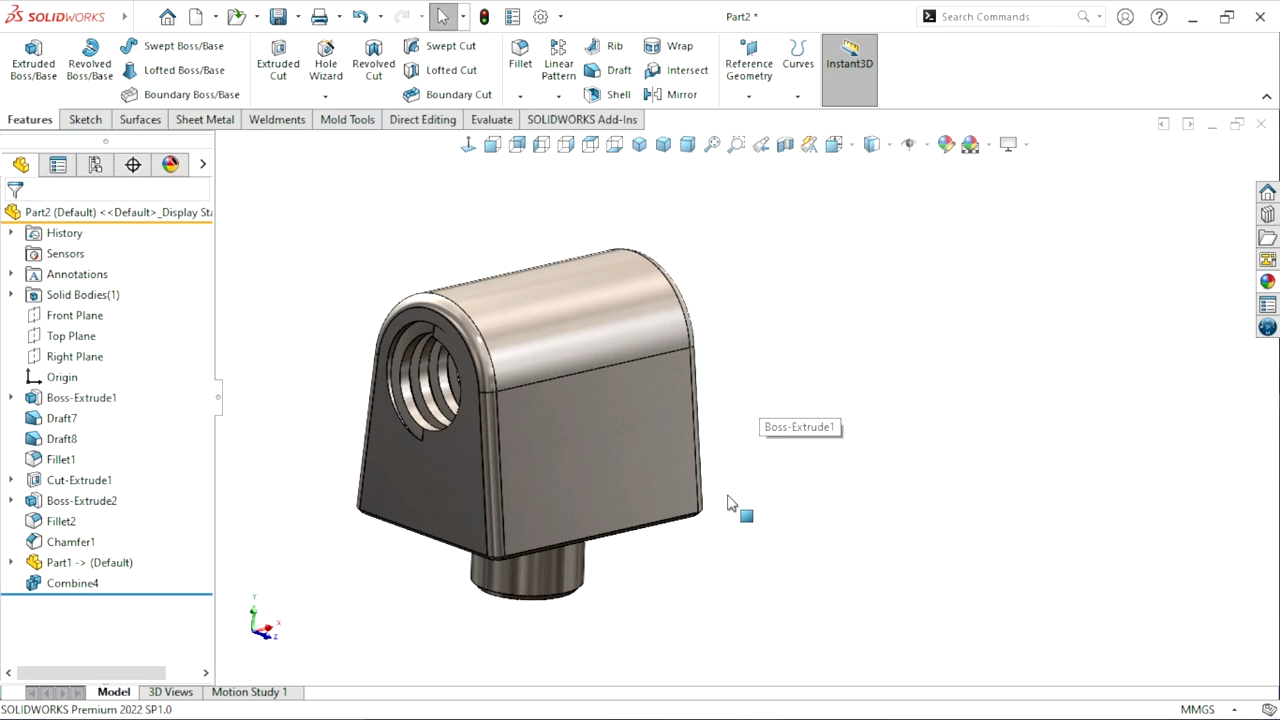 SOLIDWORKS
Part2 *
Search Commands
Extruded Boss/Base
Revolved Boss/Base
Swept Boss/Base
Lofted Boss/Base
Boundary Boss/Base
Extruded Cut
Hole Wizard
Revolved Cut
Swept Cut
Lofted Cut
Boundary Cut
Fillet
Linear Pattern
Rib
Draft
Shell
Wrap
Intersect
Mirror
Reference Geometry
Curves
Instant3D
Features
Sketch
Surfaces
Sheet Metal
Weldments
Mold Tools
Direct Editing
Evaluate
SOLIDWORKS Add-Ins
Part2 (Default) <<Default>_Display Sta
History
Sensors
Annotations
Solid Bodies(1)
Front Plane
Top Plane
Right Plane
Origin
Boss-Extrude1
Draft7
Draft8
Fillet1
Cut-Extrude1
Boss-Extrude2
Fillet2
Chamfer1
Part1 -> (Default)
Combine4
Boss-Extrude1
Y
X
Z
Model
3D Views
Motion Study 1
SOLIDWORKS Premium 2022 SP1.0
MMGS